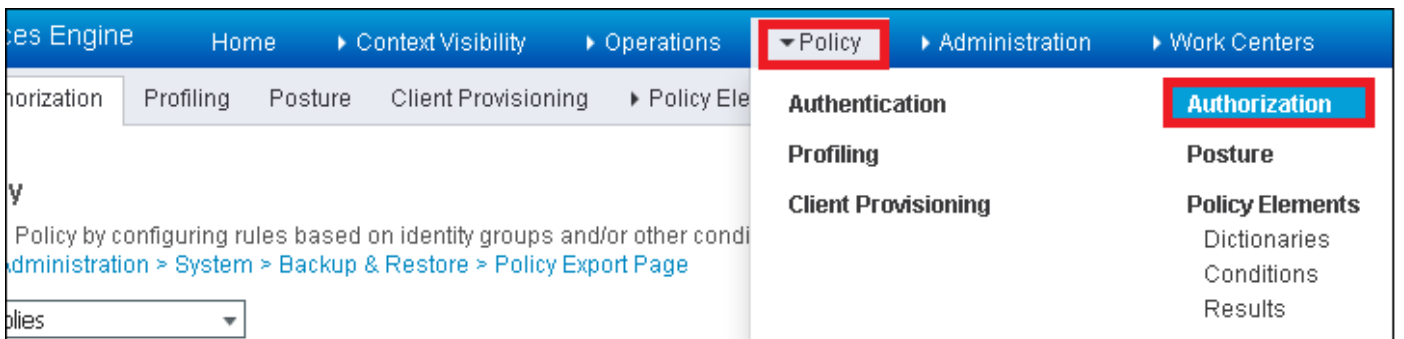 ces Engine Home Context Visibility Operations Policy Administration Work Centers
horization Profiling Posture Client Provisioning Policy Ele
Authentication Authorization
Profiling Posture
Client Provisioning Policy Elements
Dictionaries
Conditions
Results
y
Policy by configuring rules based on identity groups and/or other condi
Administration > System > Backup & Restore > Policy Export Page
plies